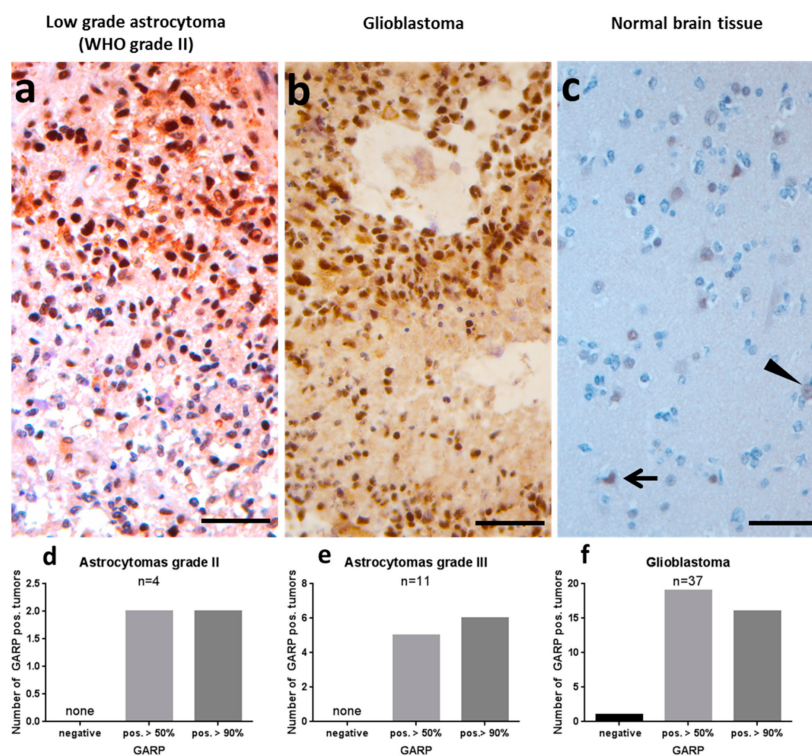 Low grade astrocytoma
(WHO grade II)
Glioblastoma
Normal brain tissue
a
b
c
d
Astrocytomas grade II
n=4
Number of GARP pos. tumors
2.5
2.0
1.5
1.0
0.5
0.0
none
negative
pos. > 50%
pos. > 90%
GARP
e
Astrocytomas grade III
n=11
Number of GARP pos. tumors
8
6
4
2
0
none
negative
pos. > 50%
pos. > 90%
GARP
f
Glioblastoma
n=37
Number of GARP pos. tumors
20
15
10
5
0
negative
pos. > 50%
pos. > 90%
GARP